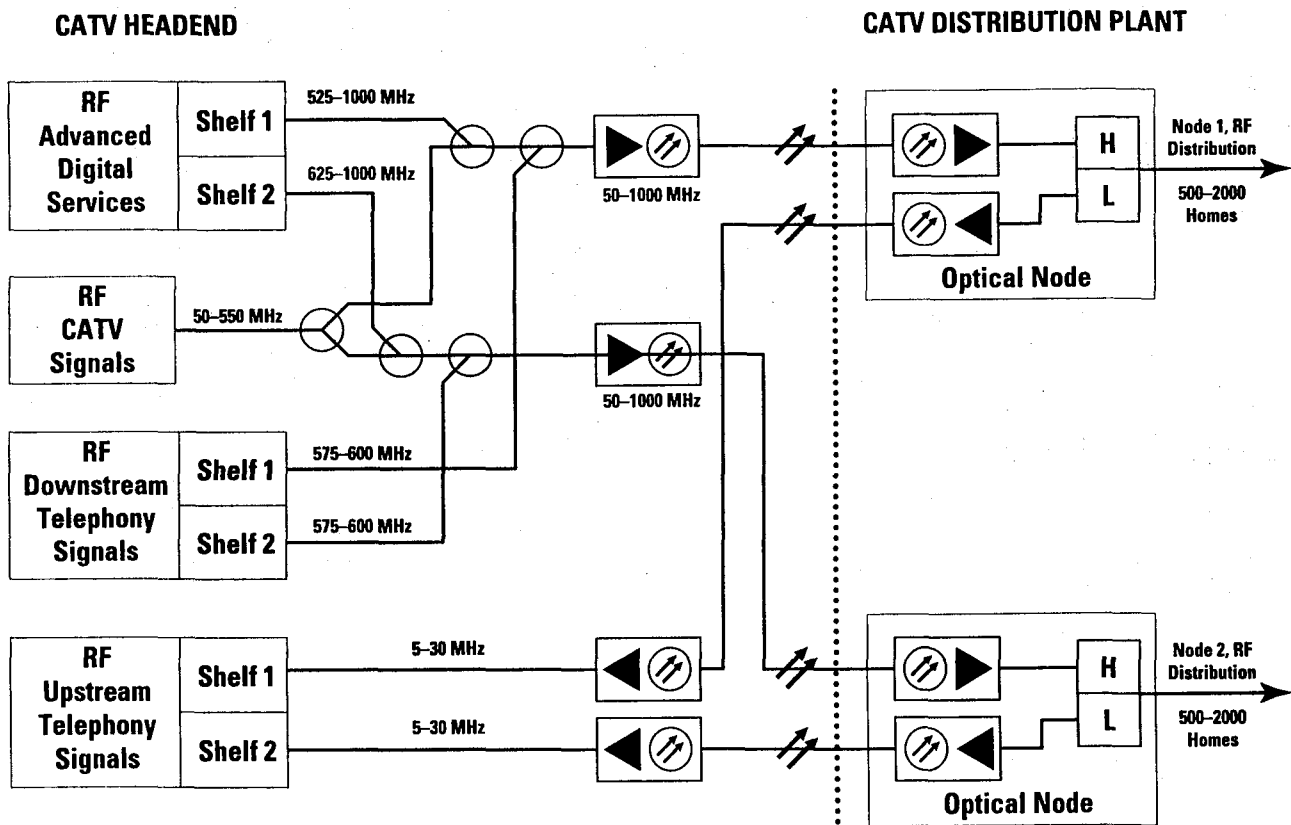 CATV HEADEND
CATV DISTRIBUTION PLANT
RF
Advanced
Digital
Services
Shelf 1
Shelf 2
525–1000 MHz
625–1000 MHz
50–1000 MHz
H
L
Node 1, RF
Distribution
500–2000
Homes
Optical Node
RF
CATV
Signals
50–550 MHz
50–1000 MHz
RF
Downstream
Telephony
Signals
Shelf 1
Shelf 2
575–600 MHz
575–600 MHz
RF
Upstream
Telephony
Signals
Shelf 1
Shelf 2
5–30 MHz
5–30 MHz
H
L
Node 2, RF
Distribution
500–2000
Homes
Optical Node